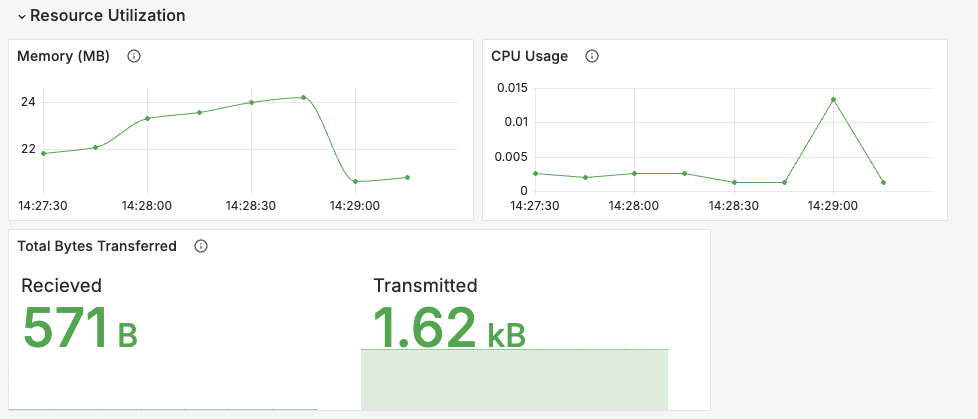 Resource Utilization
Memory (MB)
24
22
14:27:30 14:28:00 14:28:30 14:29:00
CPU Usage
0.015
0.01
0.005
0
14:27:30 14:28:00 14:28:30 14:29:00
Total Bytes Transferred
Recieved
571 B
Transmitted
1.62 kB